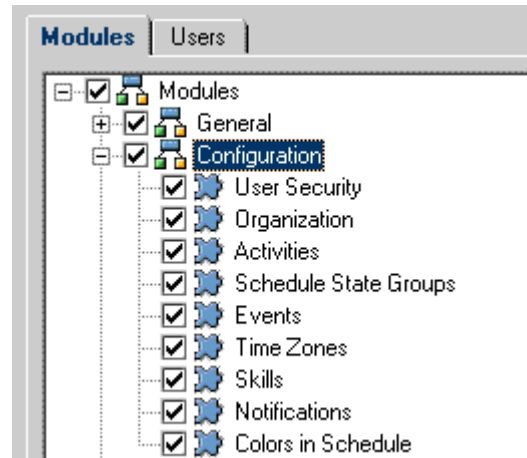 Modules Users
Modules
General
Configuration
User Security
Organization
Activities
Schedule State Groups
Events
Time Zones
Skills
Notifications
Colors in Schedule